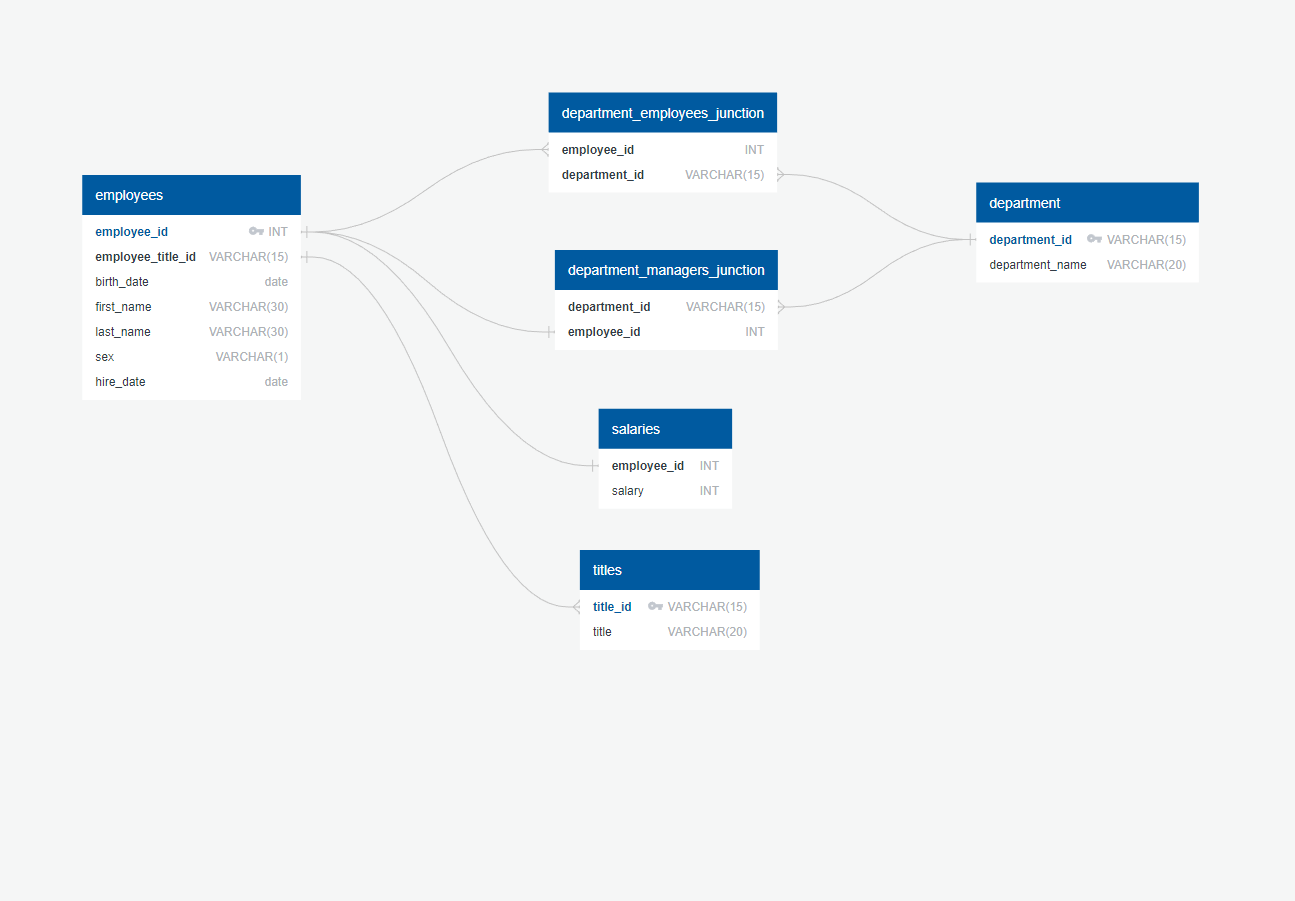 employees
employee_id INT
employee_title_id VARCHAR(15)
birth_date date
first_name VARCHAR(30)
last_name VARCHAR(30)
sex VARCHAR(1)
hire_date date
department_employees_junction
employee_id INT
department_id VARCHAR(15)
department_managers_junction
department_id VARCHAR(15)
employee_id INT
salaries
employee_id INT
salary INT
titles
title_id VARCHAR(15)
title VARCHAR(20)
department
department_id VARCHAR(15)
department_name VARCHAR(20)